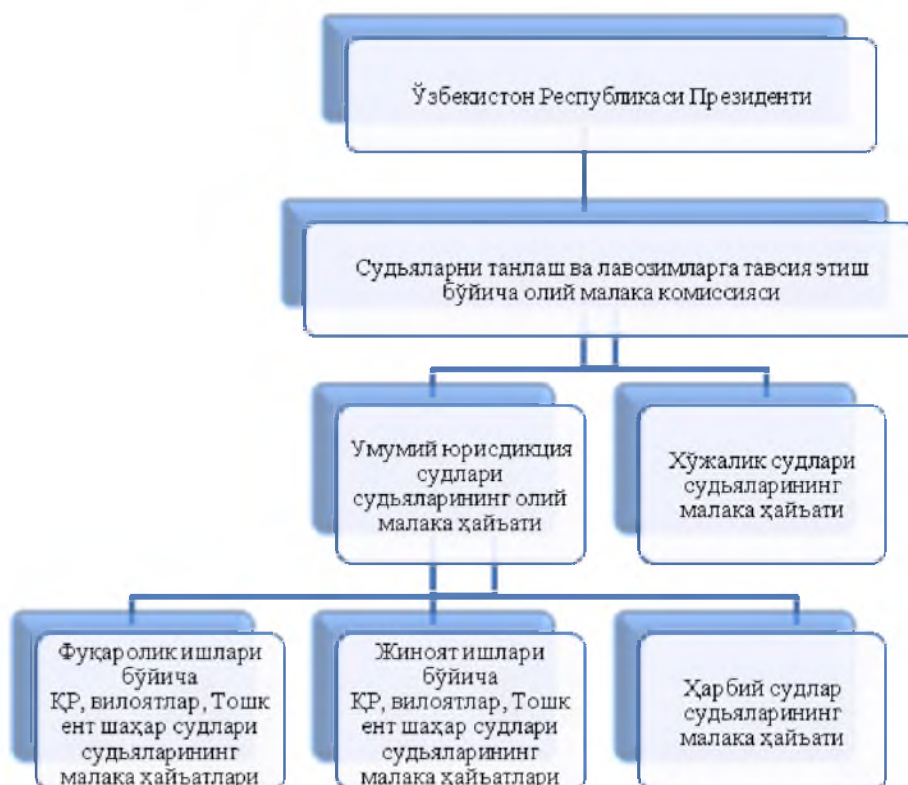 Ўзбекистон Республикаси Президенти
Судьяларни танлаш ва лавозимларга тавсия этиш
бўйича олий малака комиссияси
Умумий юрисдикция
судлари
судьяларининг олий
малака ҳайъати
Хўжалик судлари
судьяларининг
малака ҳайъати
Фуқаролик ишлари
бўйича
ҚР, вилоятлар, Тошк
ент шаҳар судлари
судьяларининг
малака ҳайъатлари
Жиноят ишлари
бўйича
ҚР, вилоятлар, Тошк
ент шаҳар судлари
судьяларининг
малака ҳайъатлари
Ҳарбий судлар
судьяларининг
малака ҳайъати